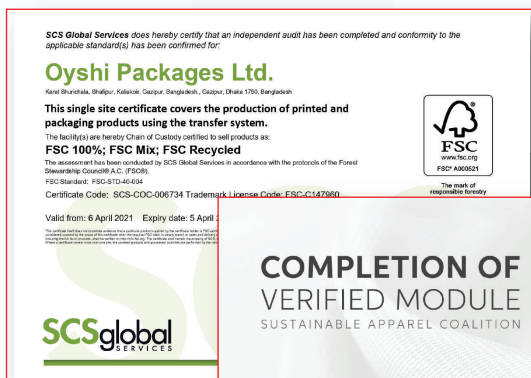 SCS Global Services does hereby certify that an independent audit has been completed and conformity to the
applicable standard(s) has been confirmed for:
Oyshi Packages Ltd.
Karal Shurichala, Shafipur, Kaliakoir, Gazipur, Bangladesh., Gazipur, Dhaka 1750, Bangladesh
This single site certificate covers the production of printed and
packaging products using the transfer system.
The facility(s) are hereby Chain of Custody certified to sell products as:
FSC 100%; FSC Mix; FSC Recycled
The assessment has been conducted by SCS Global Services in accordance with the protocols of the Forest
Stewardship Council® A.C. (FSC®).
FSC Standard: FSC-STD-40-004
Certificate Code: SCS-COC-006734 Trademark License Code: FSC-C147960
Valid from: 6 April 2021 Expiry date: 5 April
FSC
www.fsc.org
FSC® A000521
The mark of
responsible forestry
SCSglobal
SERVICES
COMPLETION OF
VERIFIED MODULE
SUSTAINABLE APPAREL COALITION